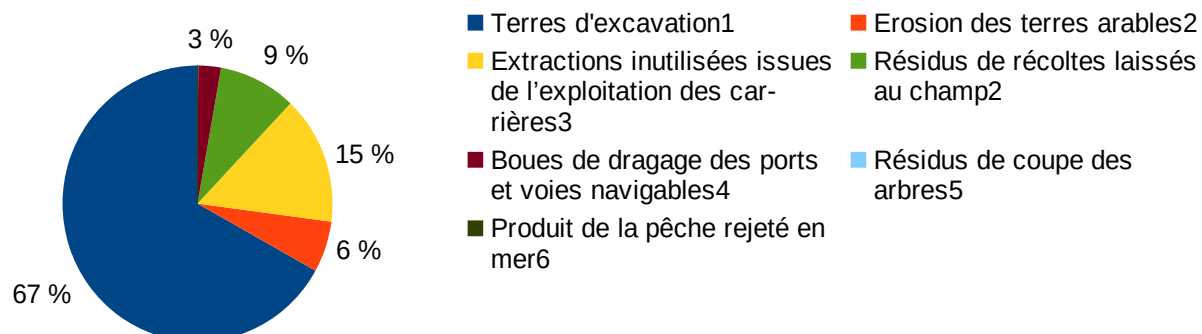 3 %
9 %
15 %
6 %
67 %
Terres d'excavation1
Erosion des terres arables2
Extractions inutilisées issues
de l’exploitation des car-
rières3
Résidus de récoltes laissés
au champ2
Boues de dragage des ports
et voies navigables4
Résidus de coupe des
arbres5
Produit de la pêche rejeté en
mer6